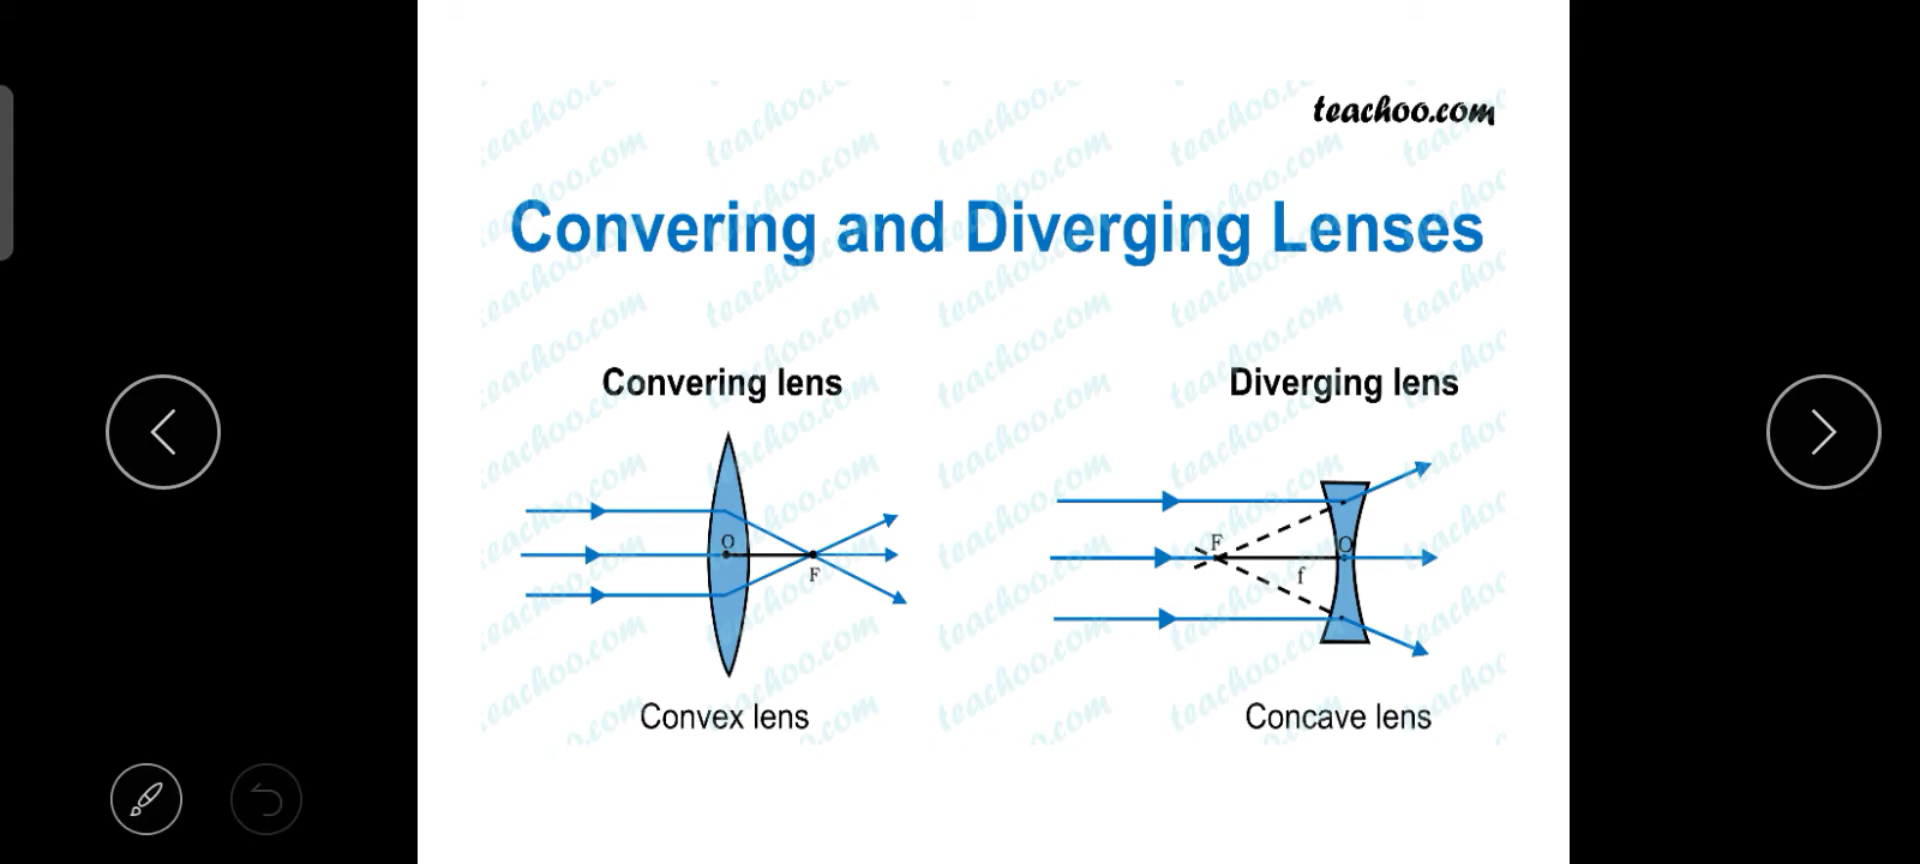 teachoo.com
Convering and Diverging Lenses
Convering lens
Diverging lens
O
F
F
O
f
Convex lens
Concave lens